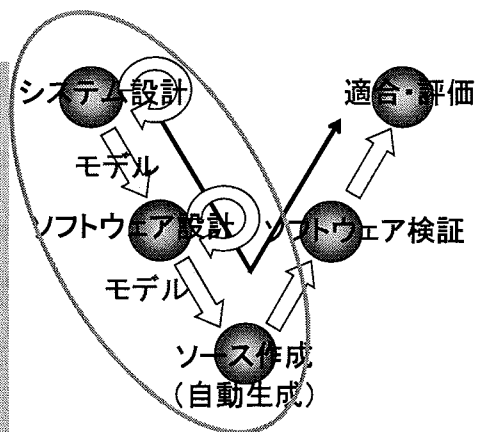 システム設計
適合・評価
モデル
ソフトウェア設計
ソフトウェア検証
モデル
ソース作成
(自動生成)